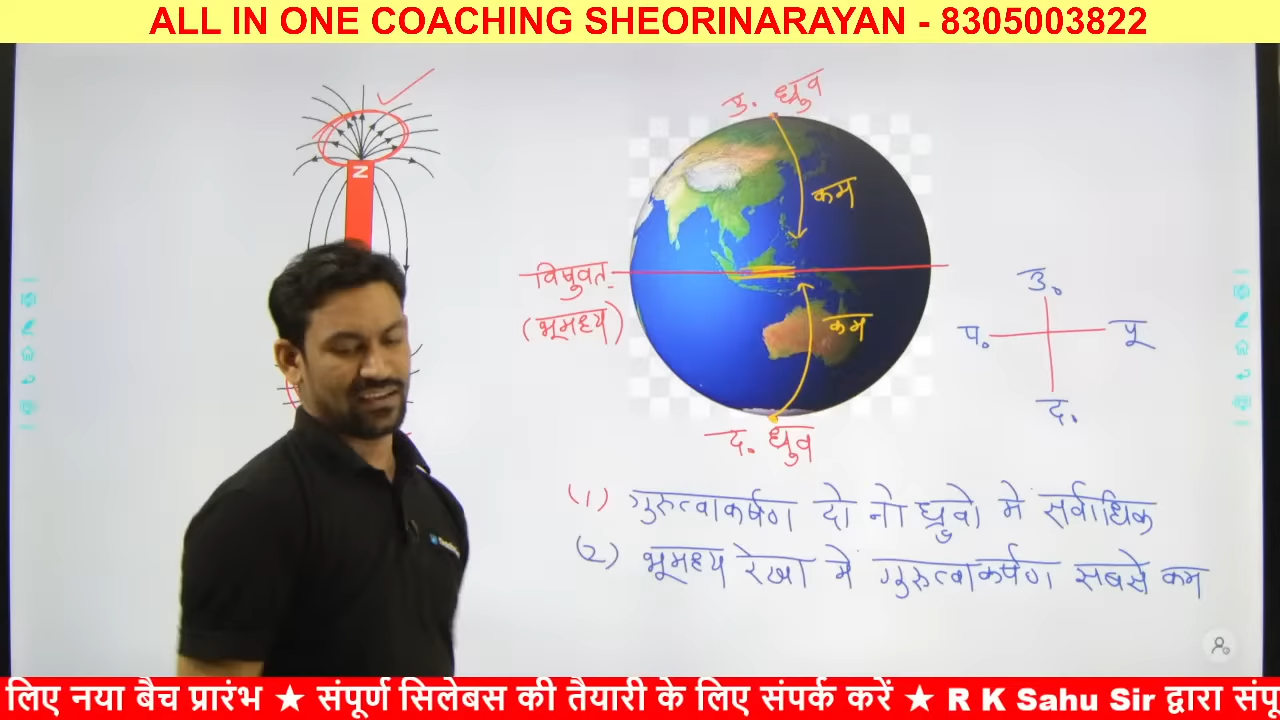 ALL IN ONE COACHING SHEORINARAYAN - 8305003822
उ. ध्रुव
N
कम
विषुवत
(भूमध्य)
कम
उ.
प.
पू
द.
द. ध्रुव
(1) गुरुत्वाकर्षण दोनो ध्रुवो में सर्वाधिक
(2) भूमध्य रेखा में गुरुत्वाकर्षण सबसे कम
लिए नया बैच प्रारंभ ★ संपूर्ण सिलेबस की तैयारी के लिए संपर्क करें ★ R K Sahu Sir द्वारा संपू